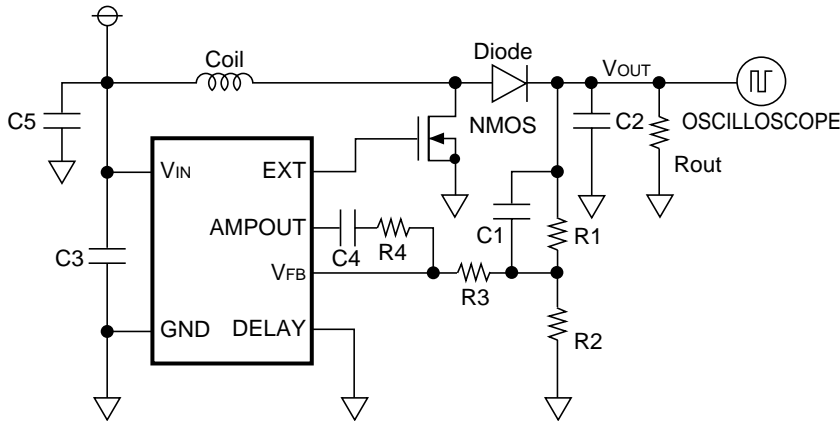 Diode
Coil
VOUT
C5
NMOS
C2
OSCILLOSCOPE
Rout
VIN
EXT
AMPOUT
C4
R4
C1
R1
C3
VFB
R3
GND
DELAY
R2